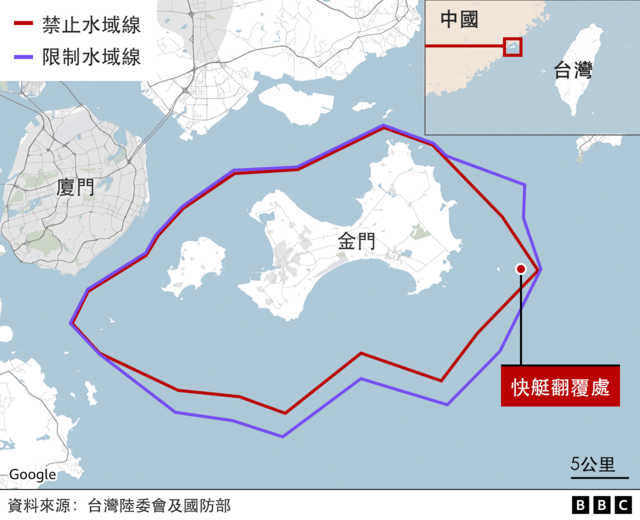 禁止水域線
限制水域線
中國
台灣
廈門
金門
快艇翻覆處
5公里
Google
資料來源：台灣陸委會及國防部
BBC